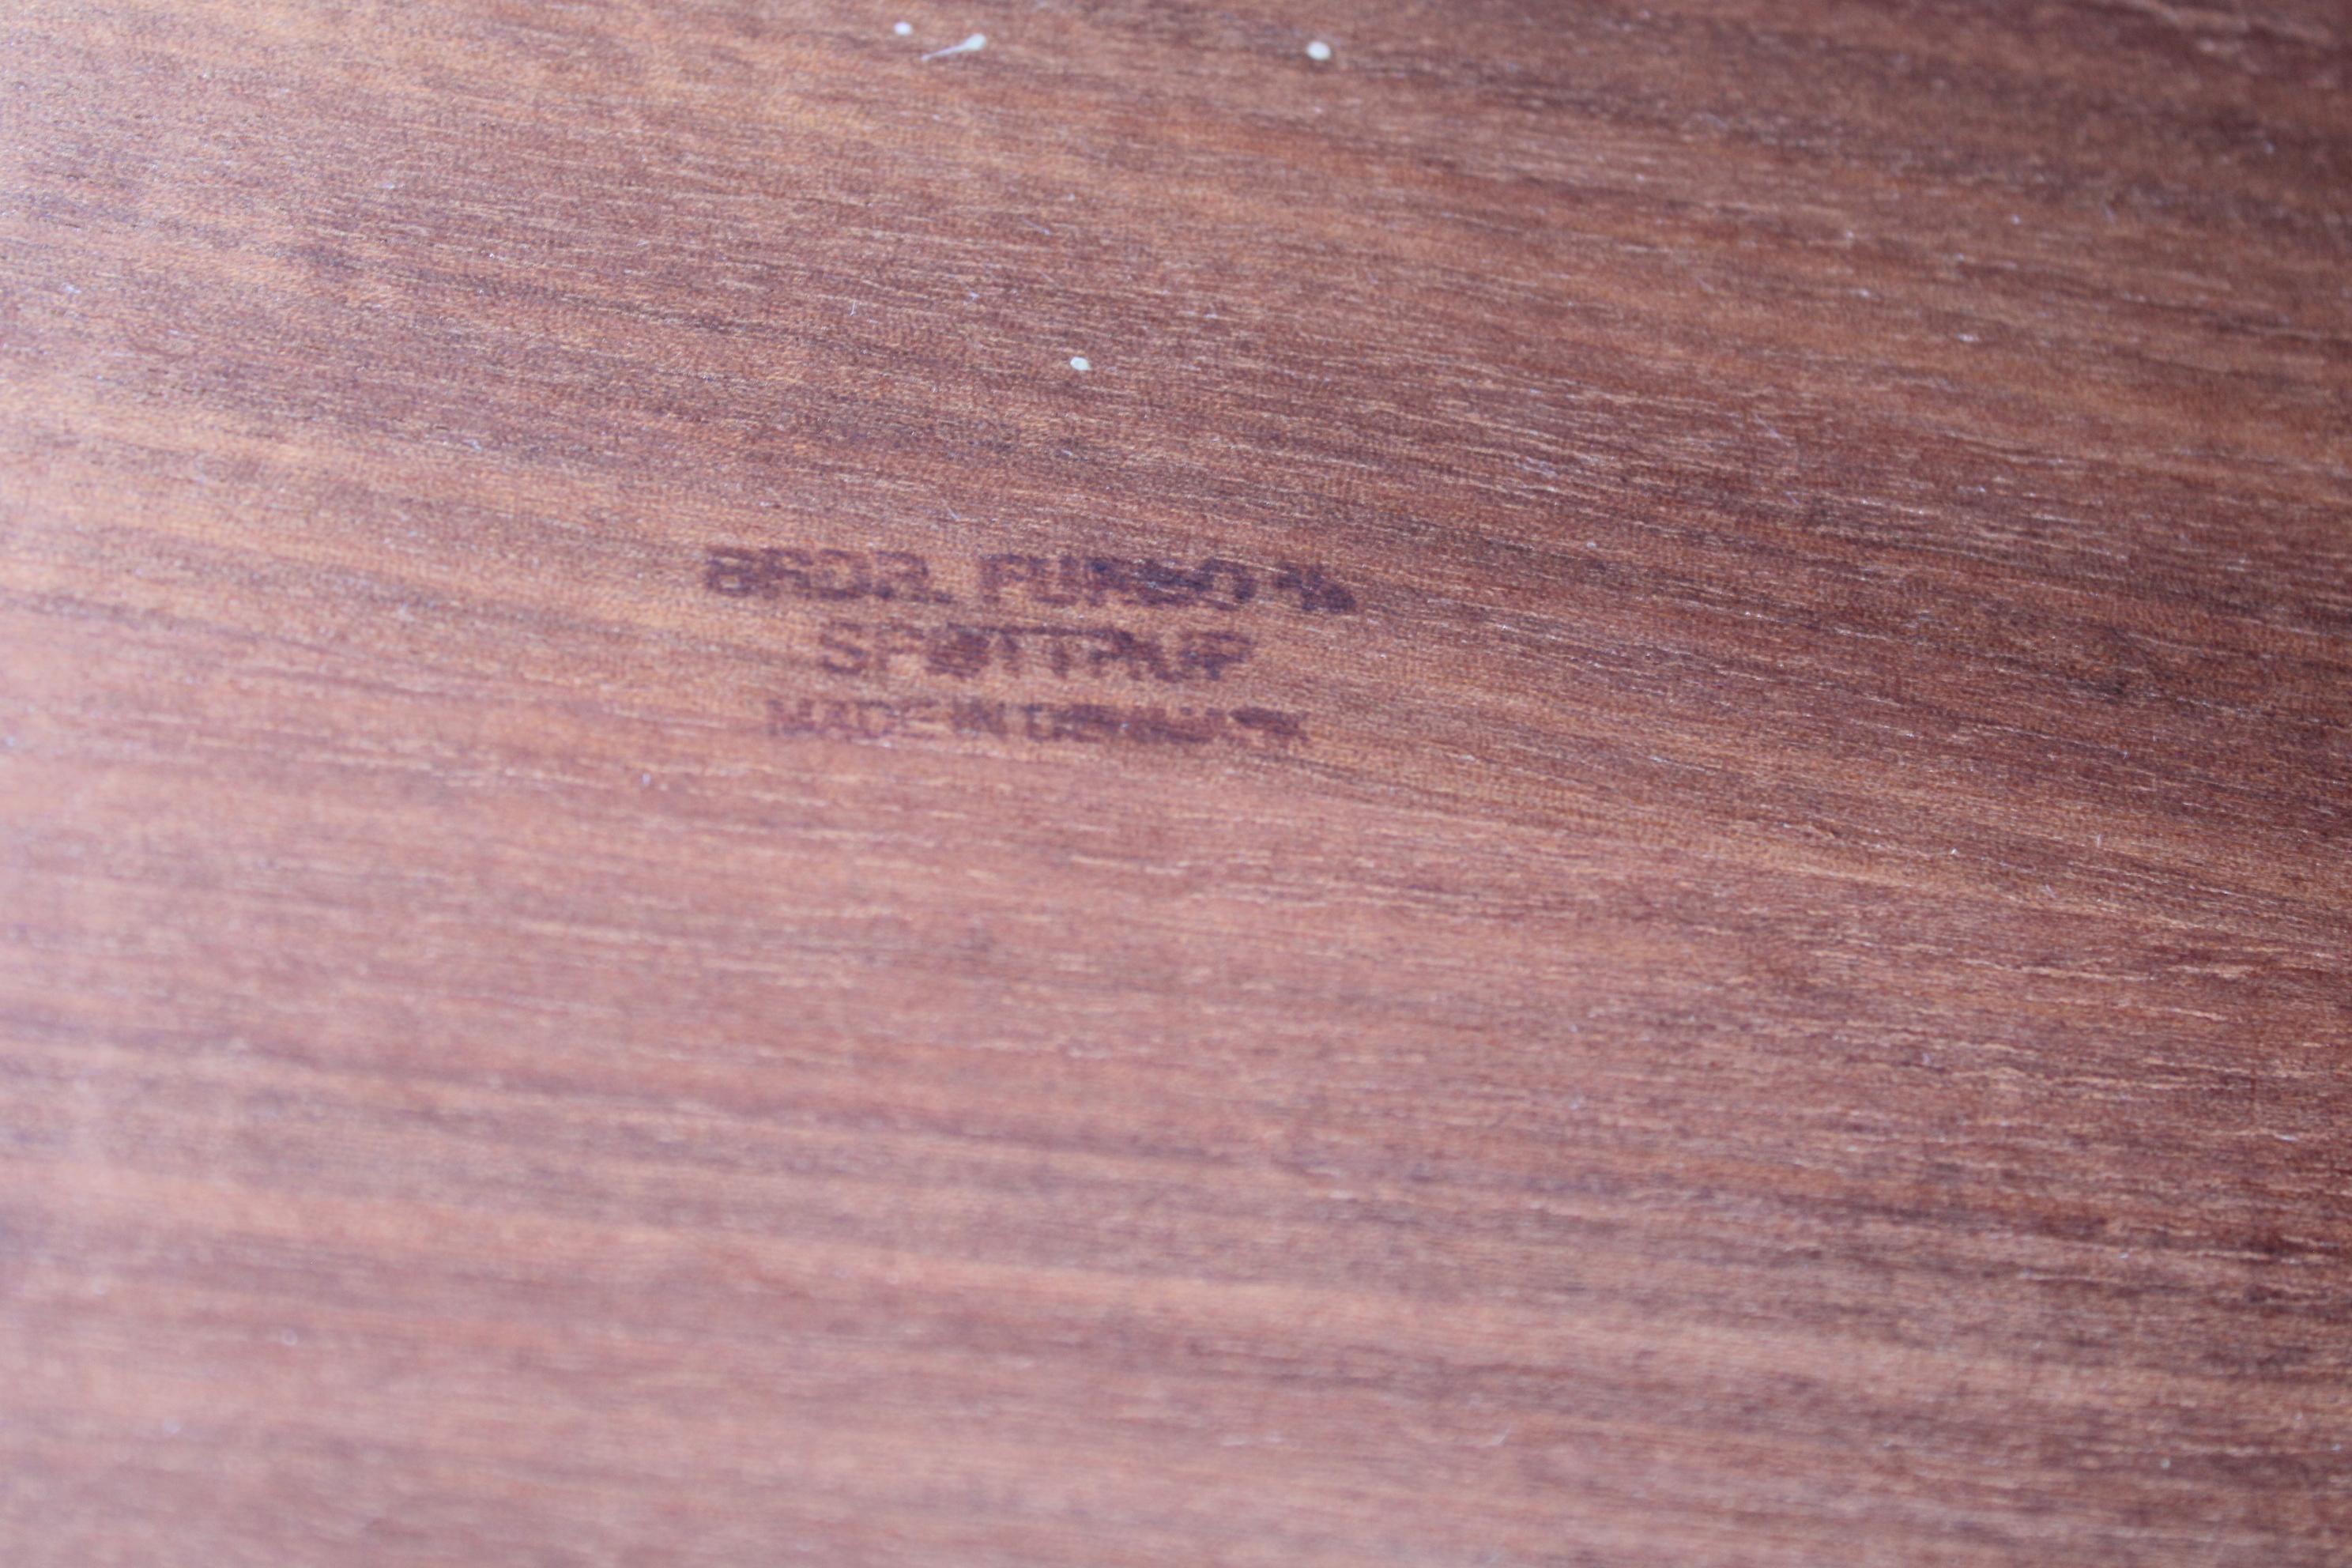 BRDR. FURBO %
SPØTTRUP
MADE IN DENMARK